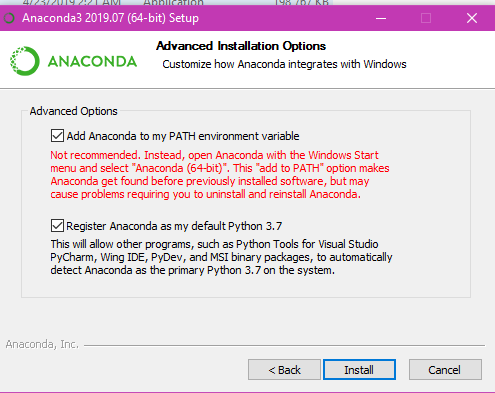 4/23/2019 2:21 AM Application 198,767 KB
Anaconda3 2019.07 (64-bit) Setup
ANACONDA
Advanced Installation Options
Customize how Anaconda integrates with Windows
Advanced Options
Add Anaconda to my PATH environment variable
Not recommended. Instead, open Anaconda with the Windows Start
menu and select "Anaconda (64-bit)". This "add to PATH" option makes
Anaconda get found before previously installed software, but may
cause problems requiring you to uninstall and reinstall Anaconda.
Register Anaconda as my default Python 3.7
This will allow other programs, such as Python Tools for Visual Studio
PyCharm, Wing IDE, PyDev, and MSI binary packages, to automatically
detect Anaconda as the primary Python 3.7 on the system.
Anaconda, Inc.
< Back Install Cancel